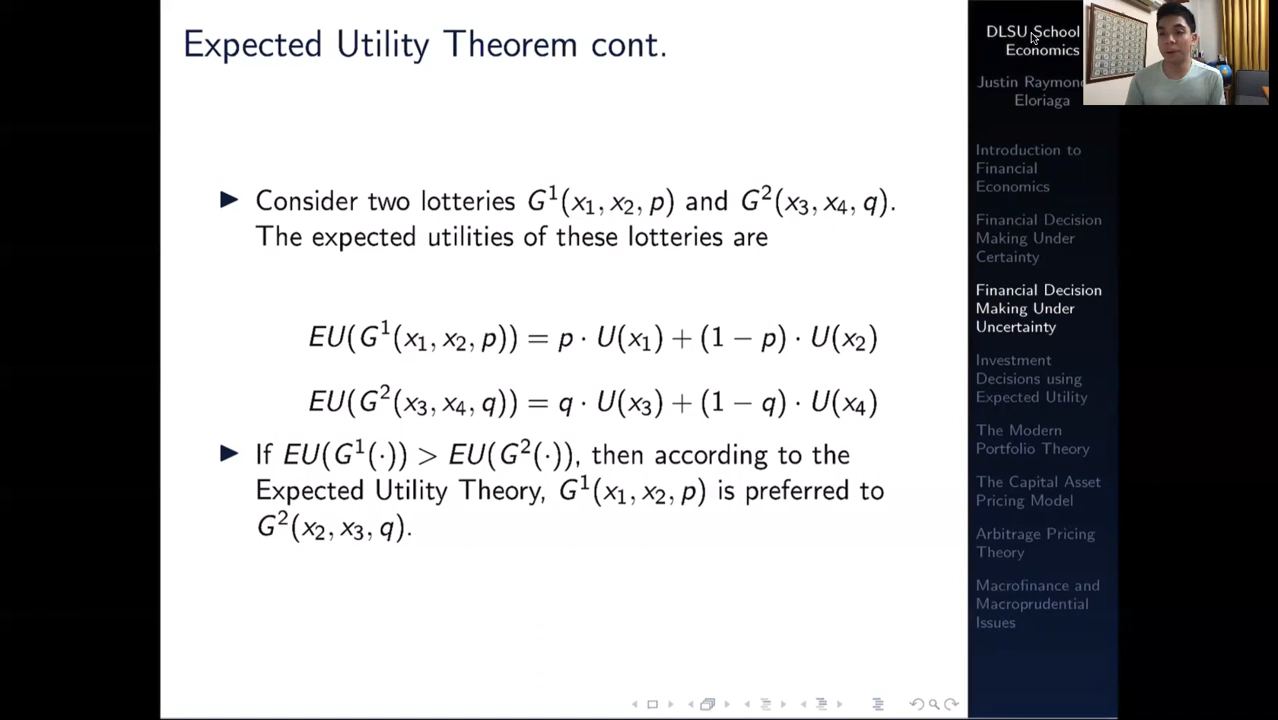 Expected Utility Theorem cont.
Consider two lotteries G¹(x₁, x₂, p) and G²(x₃, x₄, q).
The expected utilities of these lotteries are
EU(G¹(x₁, x₂, p)) = p · U(x₁) + (1 − p) · U(x₂)
EU(G²(x₃, x₄, q)) = q · U(x₃) + (1 − q) · U(x₄)
If EU(G¹(·)) > EU(G²(·)), then according to the
Expected Utility Theory, G¹(x₁, x₂, p) is preferred to
G²(x₂, x₃, q).
DLSU School
Economics
Justin Raymon
Eloriaga
Introduction to
Financial
Economics
Financial Decision
Making Under
Certainty
Financial Decision
Making Under
Uncertainty
Investment
Decisions using
Expected Utility
The Modern
Portfolio Theory
The Capital Asset
Pricing Model
Arbitrage Pricing
Theory
Macrofinance and
Macroprudential
Issues